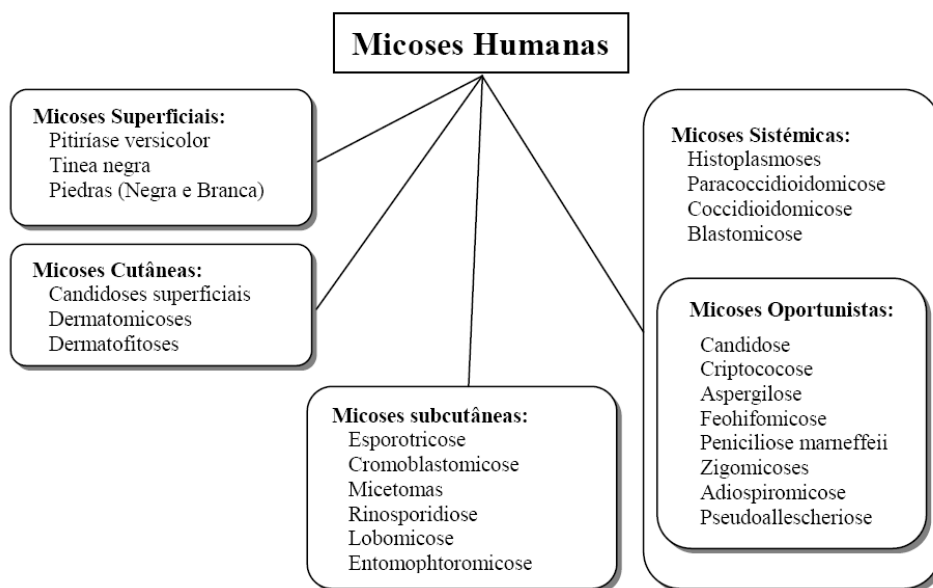 Micoses Humanas
Micoses Superficiais:
Pitiríase versicolor
Tinea negra
Piedras (Negra e Branca)
Micoses Cutâneas:
Candidoses superficiais
Dermatomicoses
Dermatofitoses
Micoses subcutâneas:
Esporotricose
Cromoblastomicose
Micetomas
Rinosporidiose
Lobomicose
Entomophtoromicose
Micoses Sistémicas:
Histoplasmoses
Paracoccidioidomicose
Coccidioidomicose
Blastomicose
Micoses Oportunistas:
Candidose
Criptococose
Aspergilose
Feohifomicose
Peniciliose marneffeii
Zigomicoses
Adiospiromicose
Pseudoallescheriose